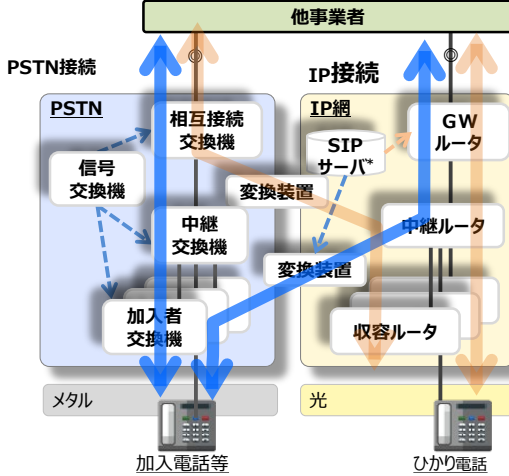 他事業者
PSTN接続
IP接続
PSTN
IP網
相互接続
交換機
GW
ルータ
SIP
サーバ*
信号
交換機
変換装置
中継
交換機
中継ルータ
変換装置
加入者
交換機
収容ルータ
メタル
光
加入電話等
ひかり電話